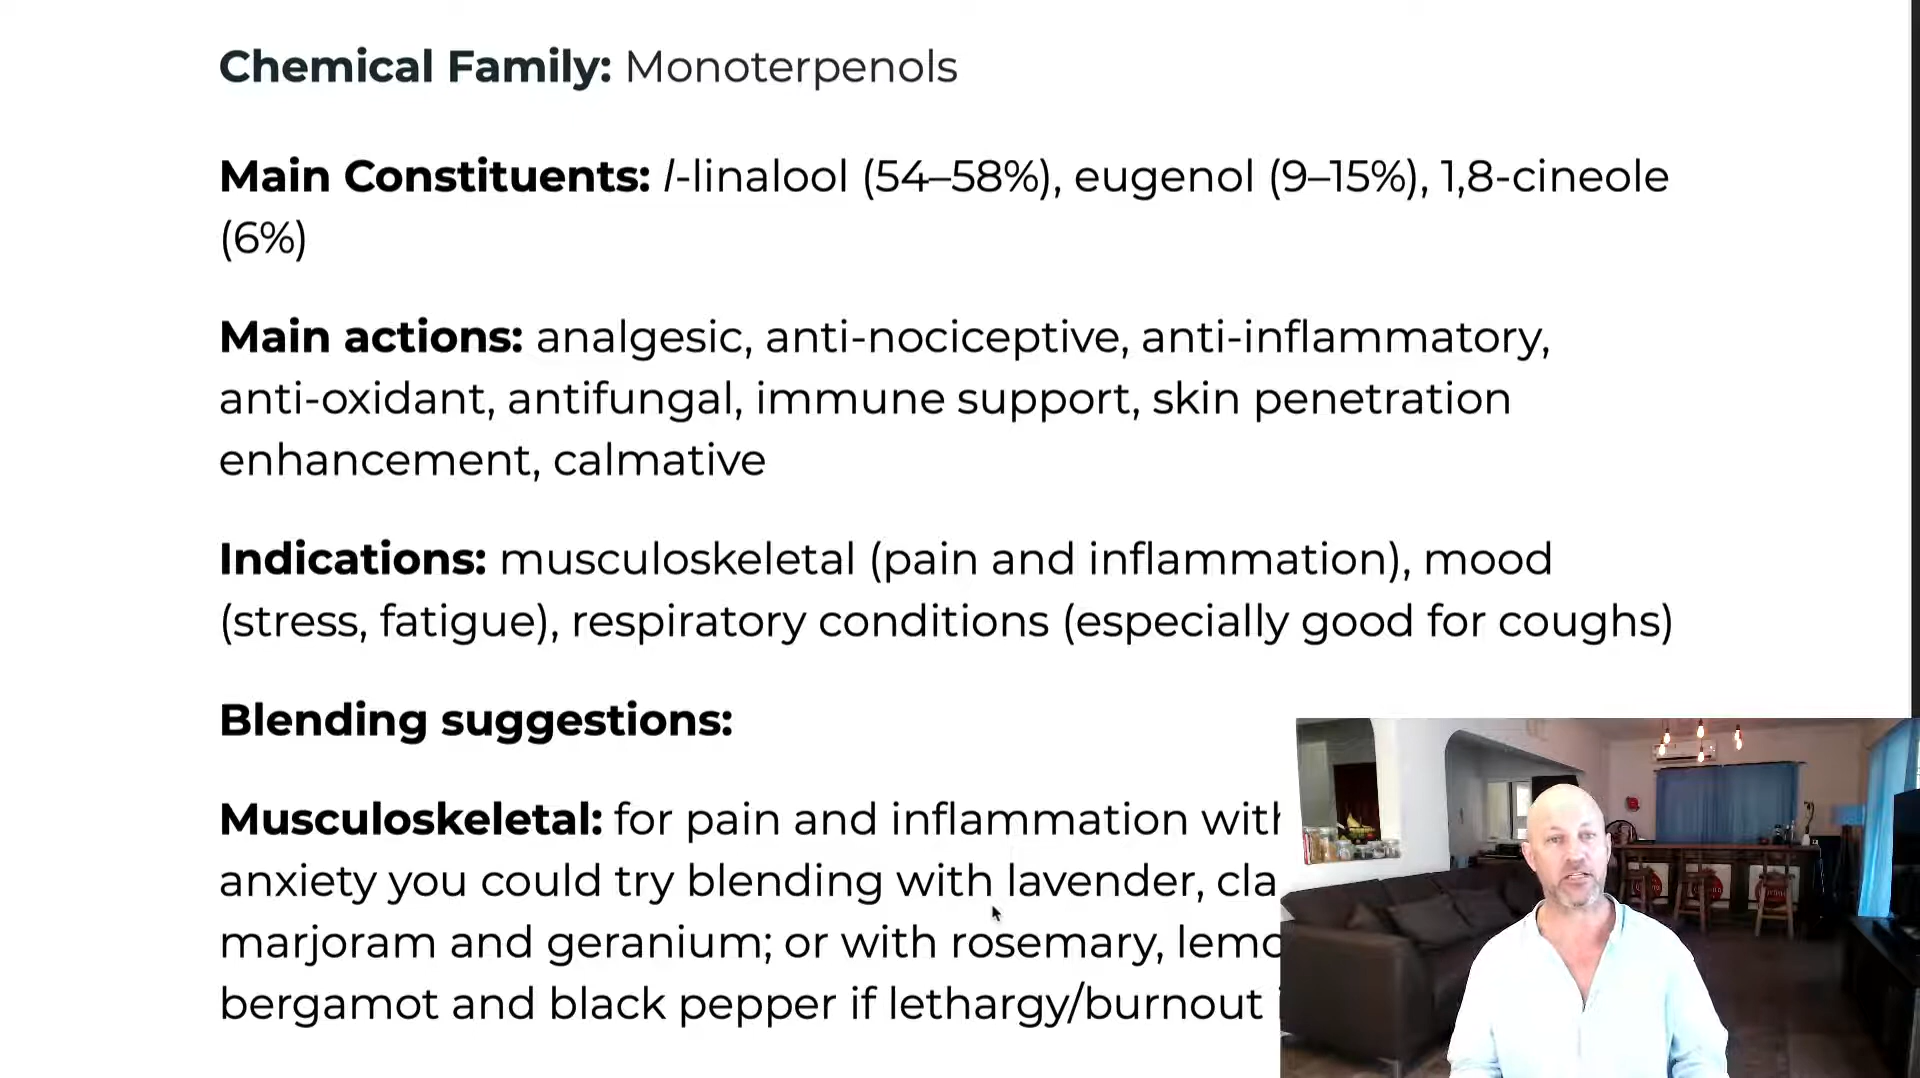 Chemical Family: Monoterpenols
Main Constituents: l-linalool (54–58%), eugenol (9–15%), 1,8-cineole
(6%)
Main actions: analgesic, anti-nociceptive, anti-inflammatory,
anti-oxidant, antifungal, immune support, skin penetration
enhancement, calmative
Indications: musculoskeletal (pain and inflammation), mood
(stress, fatigue), respiratory conditions (especially good for coughs)
Blending suggestions:
Musculoskeletal: for pain and inflammation with
anxiety you could try blending with lavender,
marjoram and geranium; or with rosemary,
bergamot and black pepper if lethargy/burnout